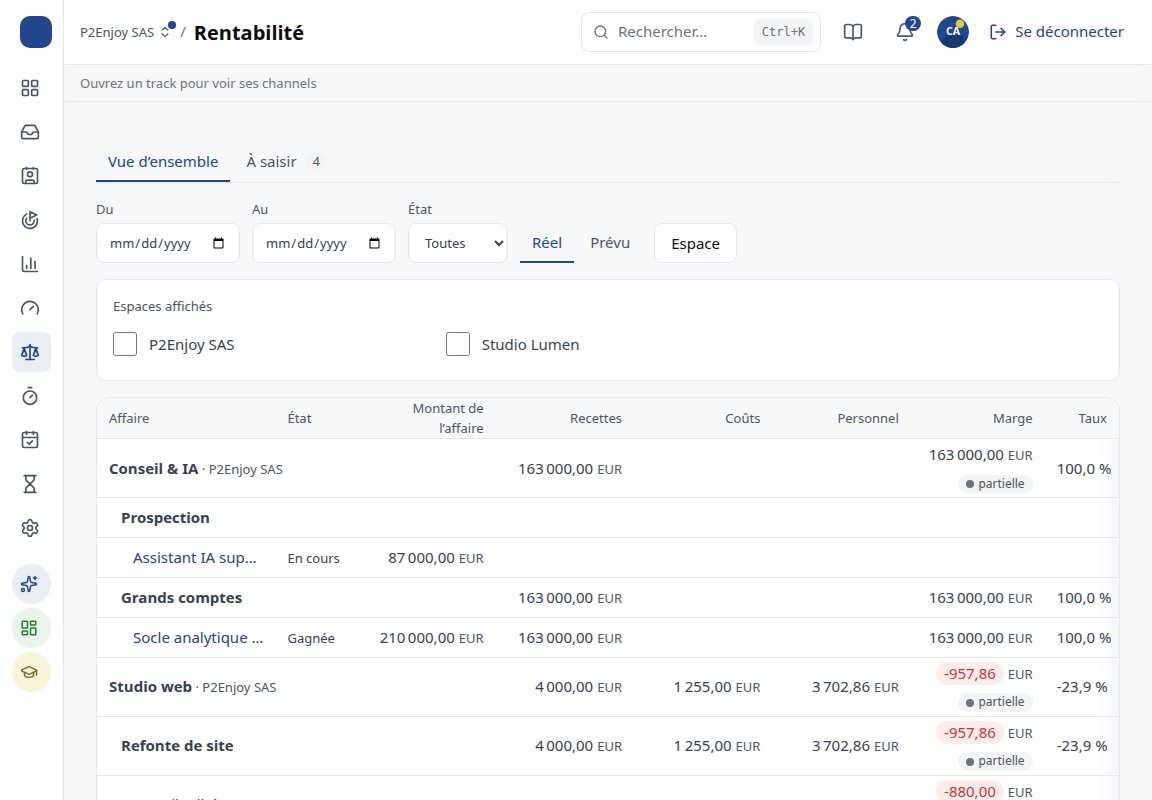 P2Enjoy SAS / Rentabilité
Rechercher... Ctrl+K
2
CA
Se déconnecter
Ouvrez un track pour voir ses channels
Vue d’ensemble À saisir 4
Du Au État
mm/dd/yyyy mm/dd/yyyy Toutes Réel Prévu Espace
Espaces affichés
P2Enjoy SAS Studio Lumen
Affaire État Montant de l’affaire Recettes Coûts Personnel Marge Taux
Conseil & IA · P2Enjoy SAS 163 000,00 EUR 163 000,00 EUR 100,0 %
partielle
Prospection
Assistant IA sup... En cours 87 000,00 EUR
Grands comptes 163 000,00 EUR 163 000,00 EUR 100,0 %
Socle analytique ... Gagnée 210 000,00 EUR 163 000,00 EUR 163 000,00 EUR 100,0 %
Studio web · P2Enjoy SAS 4 000,00 EUR 1 255,00 EUR 3 702,86 EUR -957,86 EUR -23,9 %
partielle
Refonte de site 4 000,00 EUR 1 255,00 EUR 3 702,86 EUR -957,86 EUR -23,9 %
partielle
-880,00 EUR